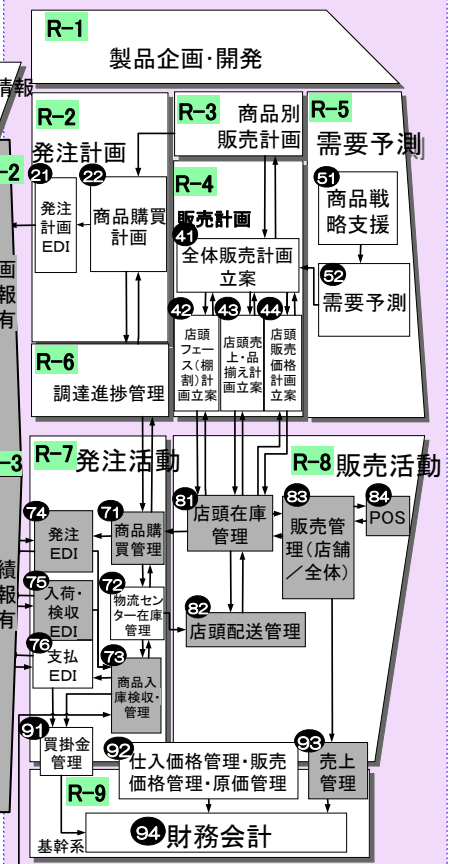 R-1
製品企画・開発
情報
R-2
発注計画
21
発注
計画
EDI
22
商品購買
計画
R-3
商品別
販売計画
R-4
販売計画
41
全体販売計画
立案
42
店頭
フェー
ス(棚
割)計
画立案
43
店頭売
上・品
揃え計
画立案
44
店頭
販売
価格
計画
立案
R-5
需要予測
51
商品戦
略支援
52
需要予測
-2
画
報
有
R-6
調達進捗管理
-3
績
報
有
R-7
発注活動
74
発注
EDI
75
入荷・
検収
EDI
76
支払
EDI
71
商品購
買管理
72
物流セン
ター在庫
管理
73
商品入
庫検収・
管理
R-8
販売活動
81
店頭在庫
管理
82
店頭配送管理
83
販売管
理(店舗
/全体)
84
POS
91
買掛金
管理
92
仕入価格管理・販売
価格管理・原価管理
93
売上
管理
R-9
基幹系
94
財務会計